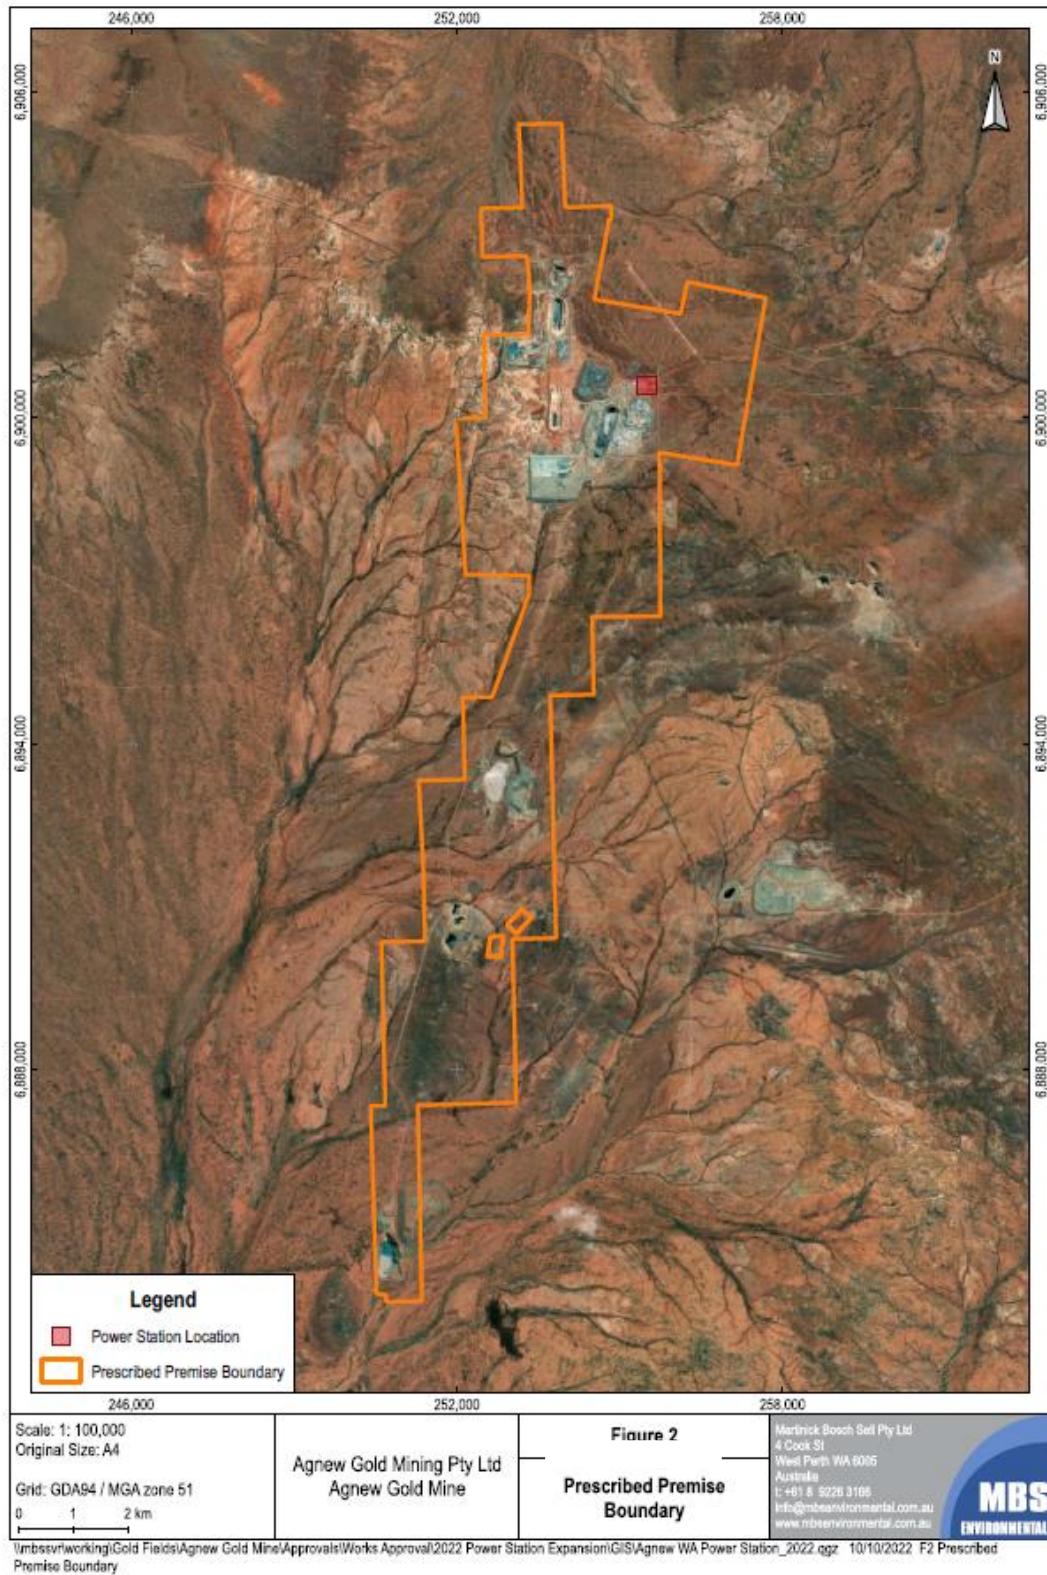 246,000 252,000 258,000
N
6,906,000 6,906,000
6,900,000 6,900,000
6,894,000 6,894,000
6,888,000 6,888,000
Legend
Power Station Location
Prescribed Premise Boundary
246,000 252,000 258,000
Scale: 1: 100,000
Original Size: A4
Grid: GDA94 / MGA zone 51
0 1 2 km
Agnew Gold Mining Pty Ltd
Agnew Gold Mine
Figure 2
Prescribed Premise
Boundary
Martinick Bosch Sell Pty Ltd
4 Cook St
West Perth WA 6005
Australia
t: +61 8 9226 3166
info@mbsenvironmental.com.au
www.mbsenvironmental.com.au
MBS
ENVIRONMENTAL
\\mbssvr\working\Gold Fields\Agnew Gold Mine\Approvals\Works Approval\2022 Power Station Expansion\GIS\Agnew WA Power Station_2022.qgz 10/10/2022 F2 Prescribed
Premise Boundary